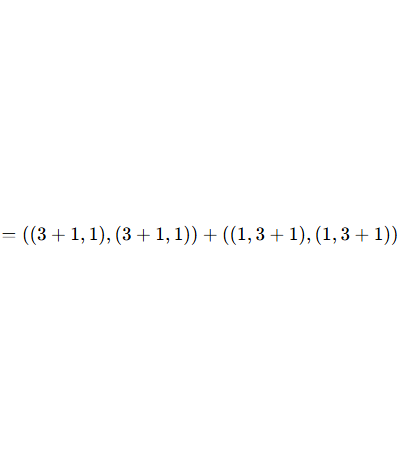 = ((3 + 1, 1), (3 + 1, 1)) + ((1, 3 + 1), (1, 3 + 1))